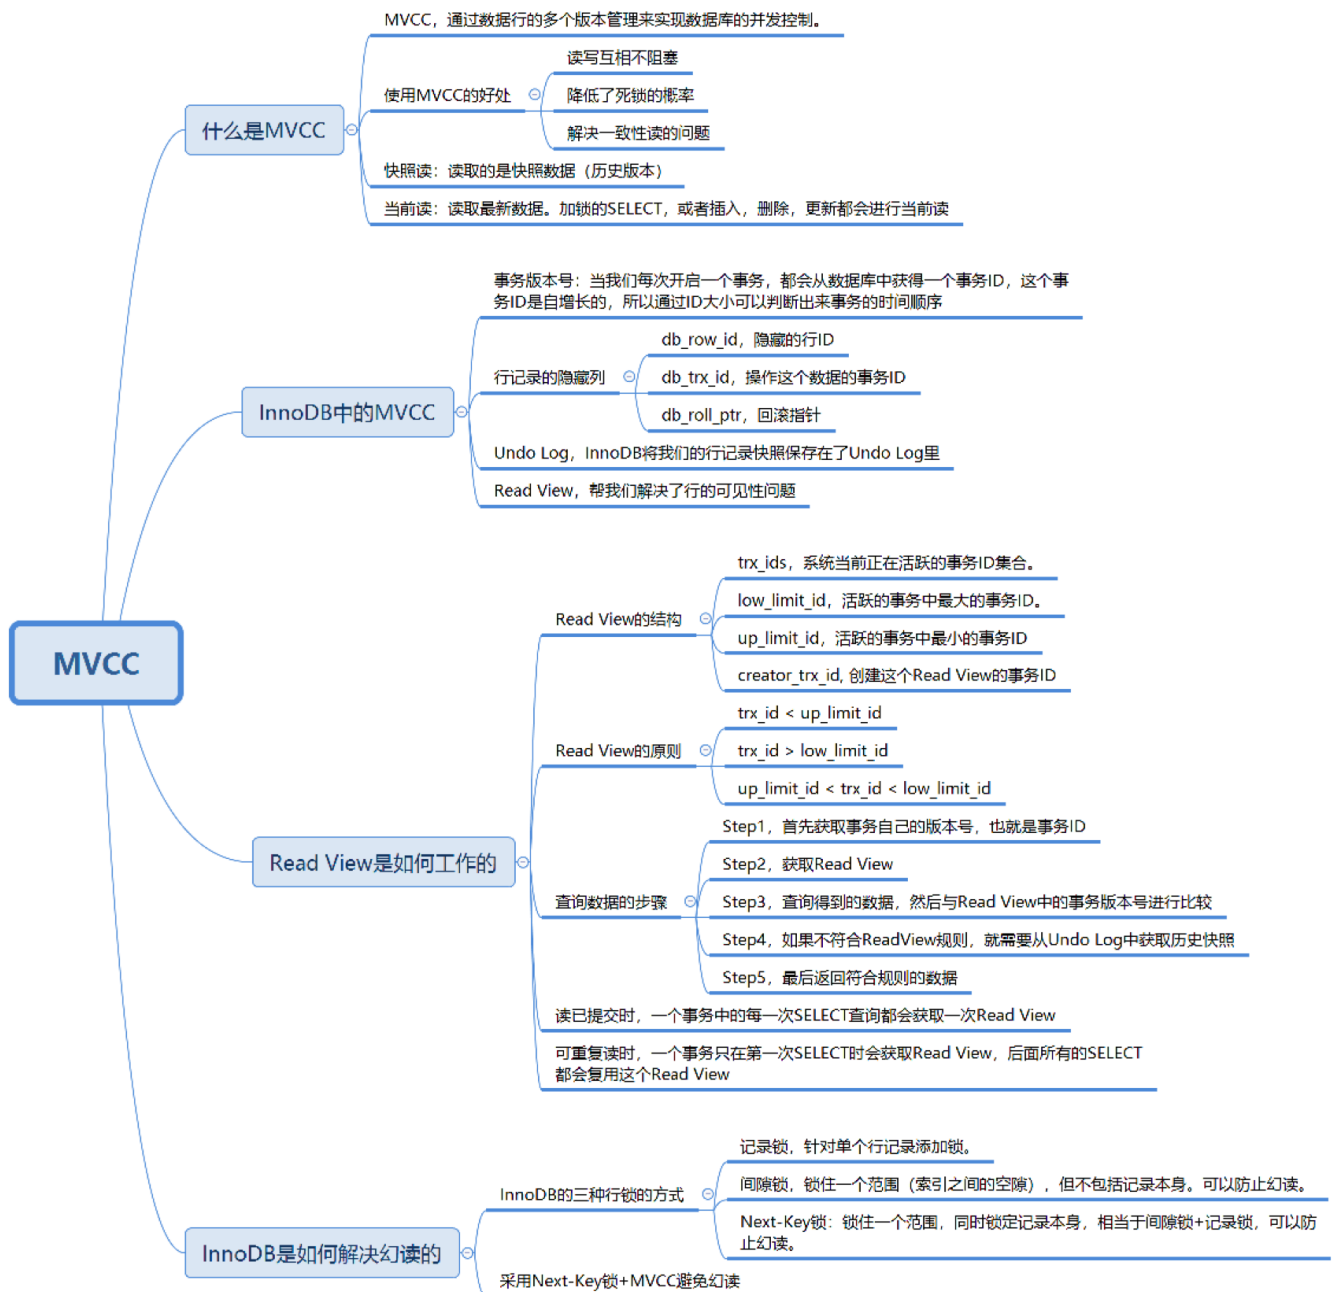 MVCC
什么是MVCC
MVCC，通过数据行的多个版本管理来实现数据库的并发控制。
使用MVCC的好处
读写互相不阻塞
降低了死锁的概率
解决一致性读的问题
快照读：读取的是快照数据（历史版本）
当前读：读取最新数据。加锁的SELECT，或者插入，删除，更新都会进行当前读
InnoDB中的MVCC
事务版本号：当我们每次开启一个事务，都会从数据库中获得一个事务ID，这个事
务ID是自增长的，所以通过ID大小可以判断出来事务的时间顺序
行记录的隐藏列
db_row_id，隐藏的行ID
db_trx_id，操作这个数据的事务ID
db_roll_ptr，回滚指针
Undo Log，InnoDB将我们的行记录快照保存在了Undo Log里
Read View，帮我们解决了行的可见性问题
Read View是如何工作的
Read View的结构
trx_ids，系统当前正在活跃的事务ID集合。
low_limit_id，活跃的事务中最大的事务ID。
up_limit_id，活跃的事务中最小的事务ID
creator_trx_id, 创建这个Read View的事务ID
Read View的原则
trx_id < up_limit_id
trx_id > low_limit_id
up_limit_id < trx_id < low_limit_id
查询数据的步骤
Step1，首先获取事务自己的版本号，也就是事务ID
Step2，获取Read View
Step3，查询得到的数据，然后与Read View中的事务版本号进行比较
Step4，如果不符合ReadView规则，就需要从Undo Log中获取历史快照
Step5，最后返回符合规则的数据
读已提交时，一个事务中的每一次SELECT查询都会获取一次Read View
可重复读时，一个事务只在第一次SELECT时会获取Read View，后面所有的SELECT
都会复用这个Read View
InnoDB是如何解决幻读的
InnoDB的三种行锁的方式
记录锁，针对单个行记录添加锁。
间隙锁，锁住一个范围（索引之间的空隙），但不包括记录本身。可以防止幻读。
Next-Key锁：锁住一个范围，同时锁定记录本身，相当于间隙锁+记录锁，可以防
止幻读。
采用Next-Key锁+MVCC避免幻读